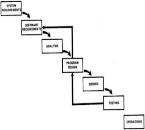 SYSTEM
REQUIREMENTS
SOFTWARE
REQUIREMENTS
ANALYSIS
PROGRAM
DESIGN
CODING
TESTING
OPERATIONS